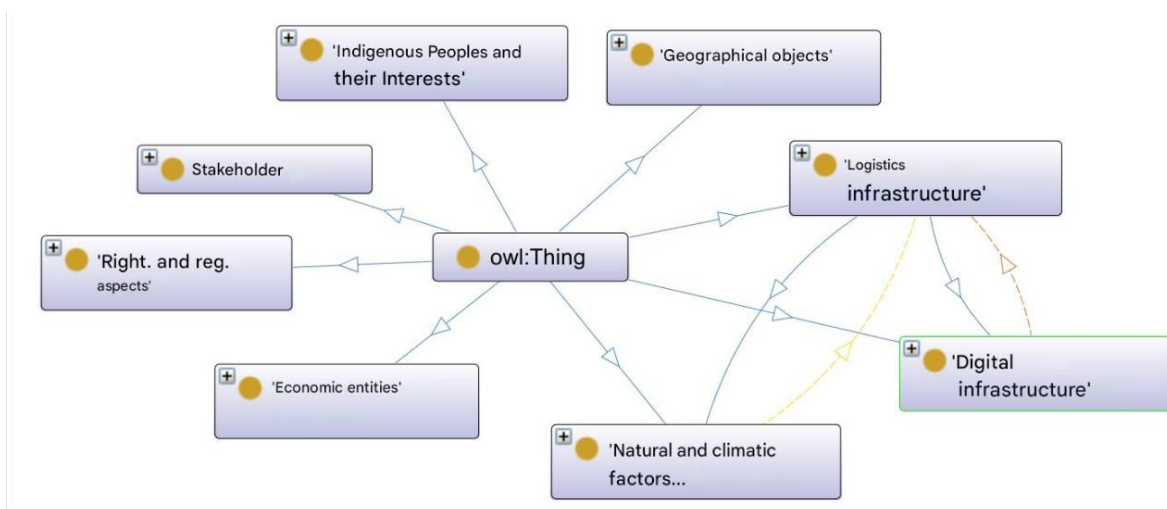 'Indigenous Peoples and
their Interests'
'Geographical objects'
Stakeholder
'Logistics
infrastructure'
'Right. and reg.
aspects'
owl:Thing
'Digital
infrastructure'
'Economic entities'
'Natural and climatic
factors...